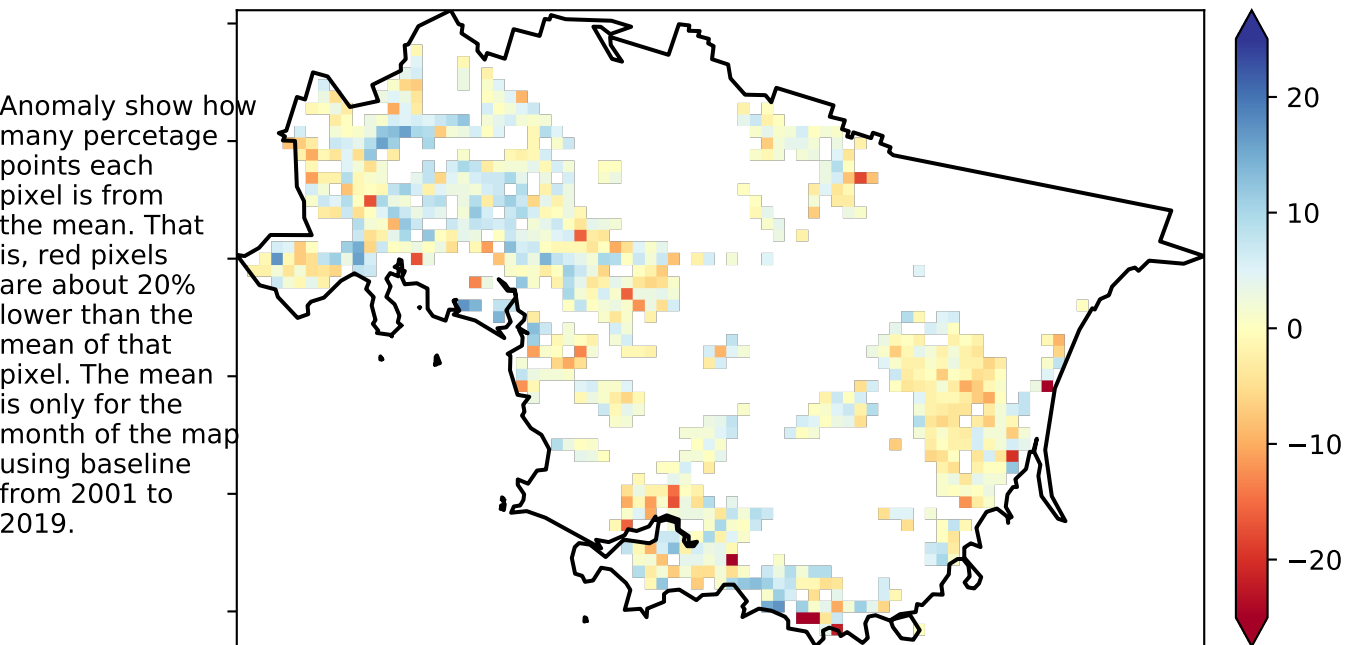 Anomaly show how
many percetage
points each
pixel is from
the mean. That
is, red pixels
are about 20%
lower than the
mean of that
pixel. The mean
is only for the
month of the map
using baseline
from 2001 to
2019.
20
10
0
−10
−20